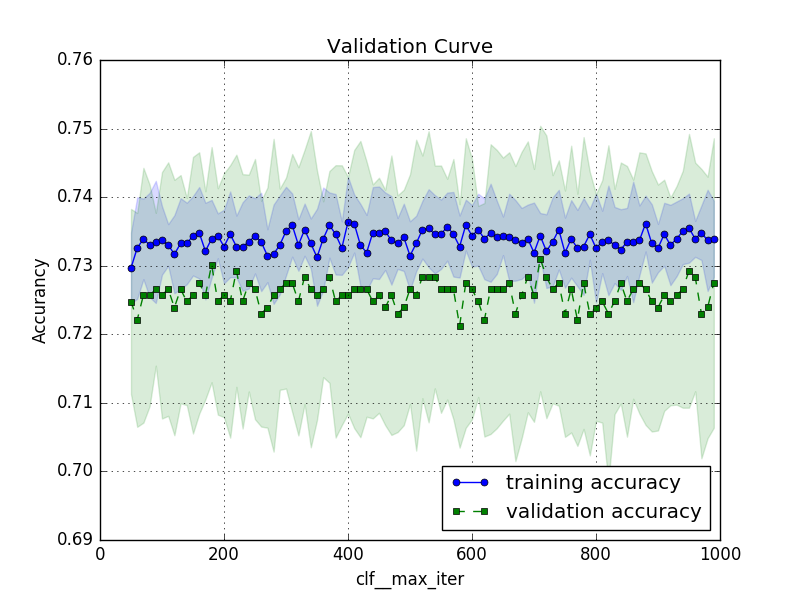 Validation Curve
0.76
0.75
0.74
0.73
0.72
0.71
0.70
0.69
Accurancy
0
200
400
600
800
1000
clf__max_iter
training accuracy
validation accuracy